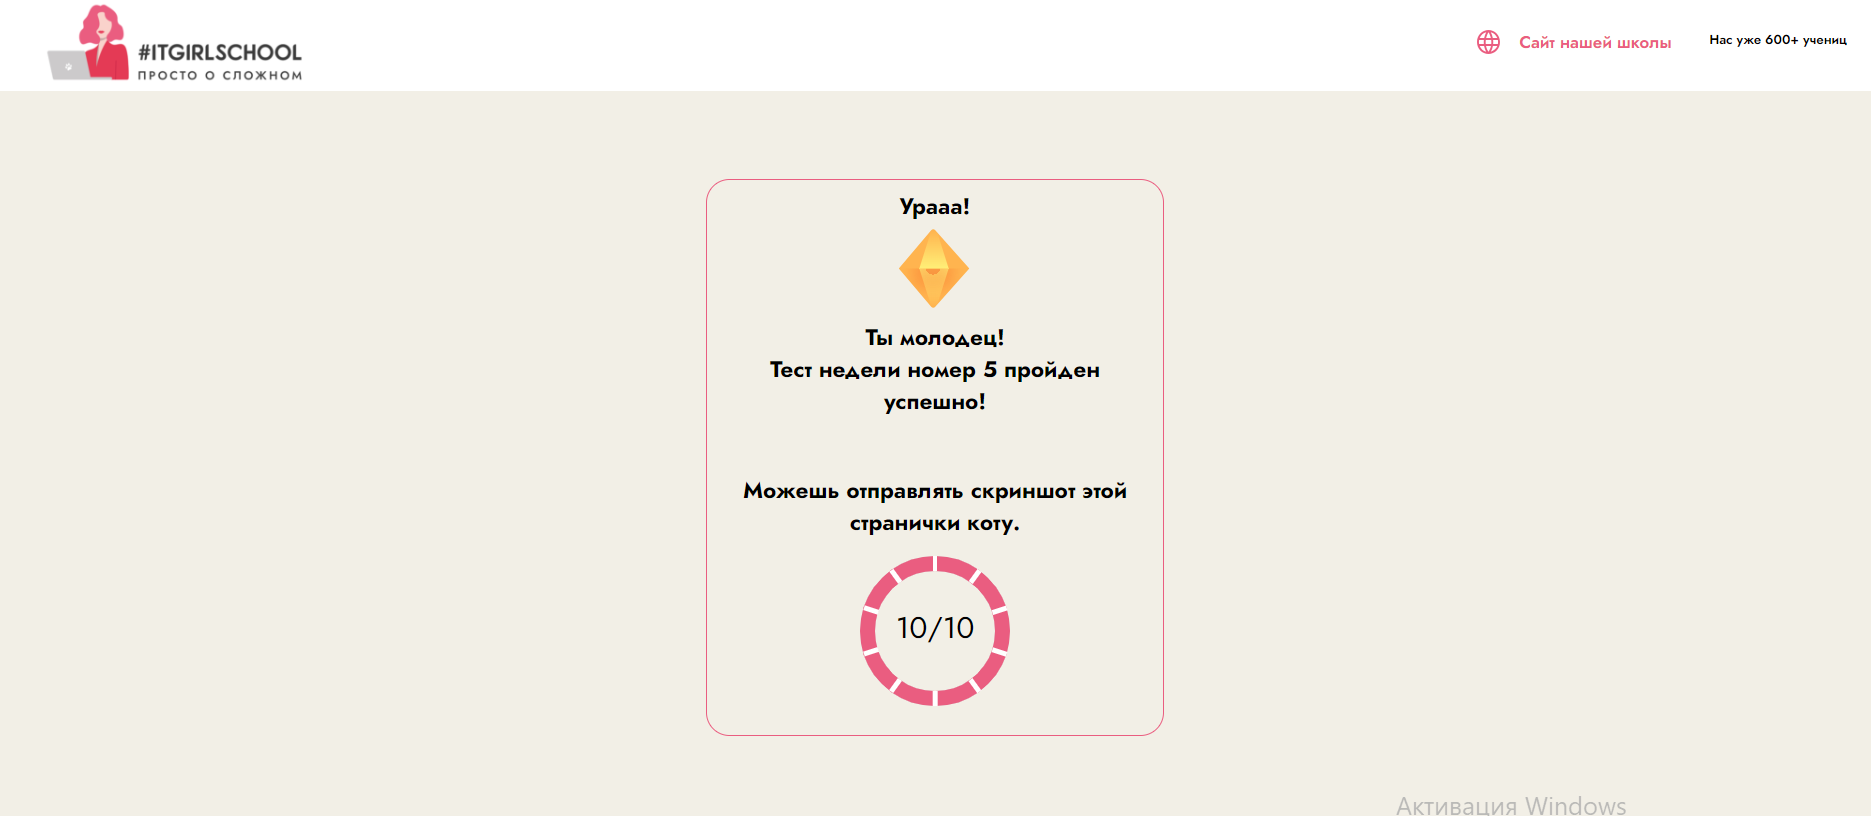 #ITGIRLSCHOOL
ПРОСТО О СЛОЖНОМ
Сайт нашей школы
Нас уже 600+ учениц
Урааа!
Ты молодец!
Тест недели номер 5 пройден
успешно!
Можешь отправлять скриншот этой
странички коту.
10/10
Активация Windows